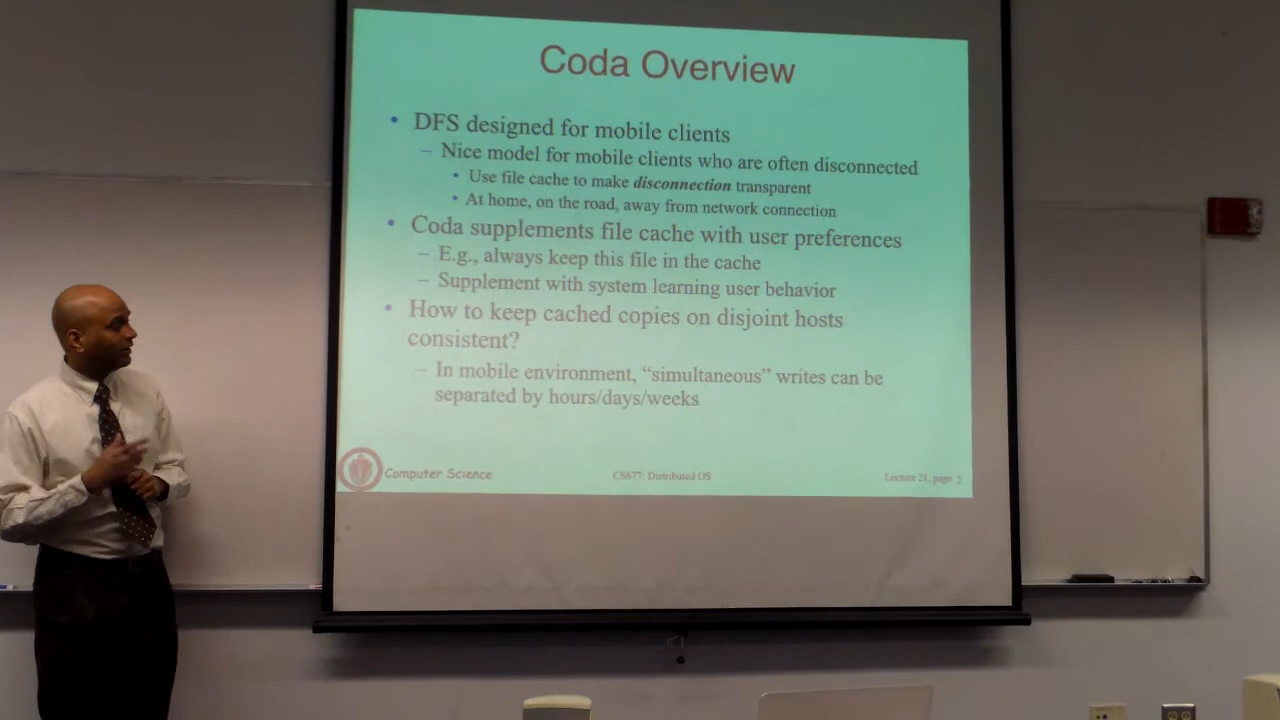 Coda Overview
• DFS designed for mobile clients
– Nice model for mobile clients who are often disconnected
• Use file cache to make disconnection transparent
• At home, on the road, away from network connection
• Coda supplements file cache with user preferences
– E.g., always keep this file in the cache
– Supplement with system learning user behavior
• How to keep cached copies on disjoint hosts
consistent?
– In mobile environment, “simultaneous” writes can be
separated by hours/days/weeks
Computer Science
CS677: Distributed OS
Lecture 21, page 2